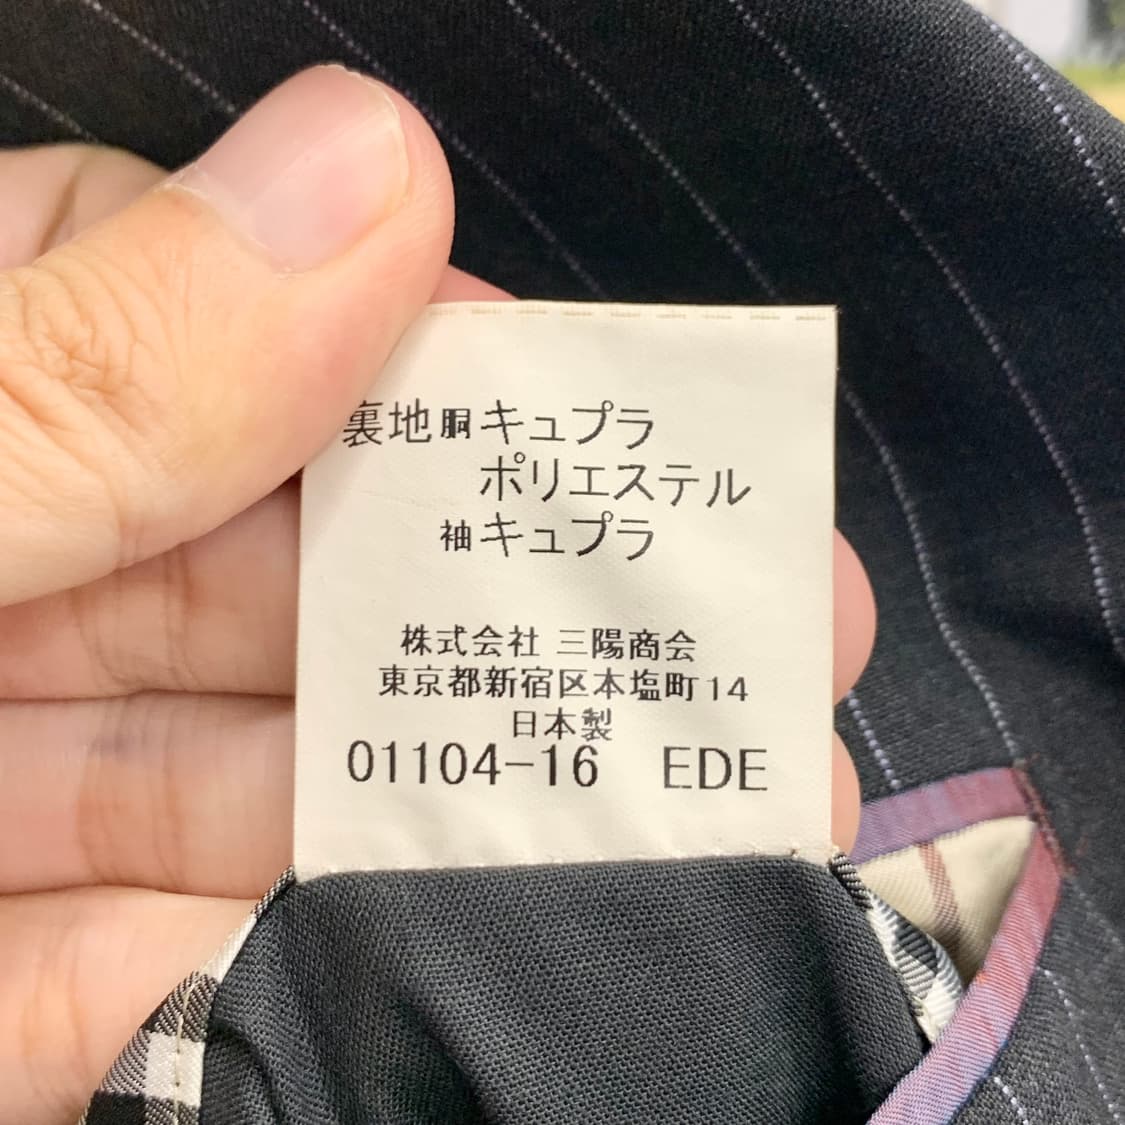 裏地胴キュプラ
ポリエステル
袖キュプラ
株式会社 三陽商会
東京都新宿区本塩町14
日本製
01104-16 EDE